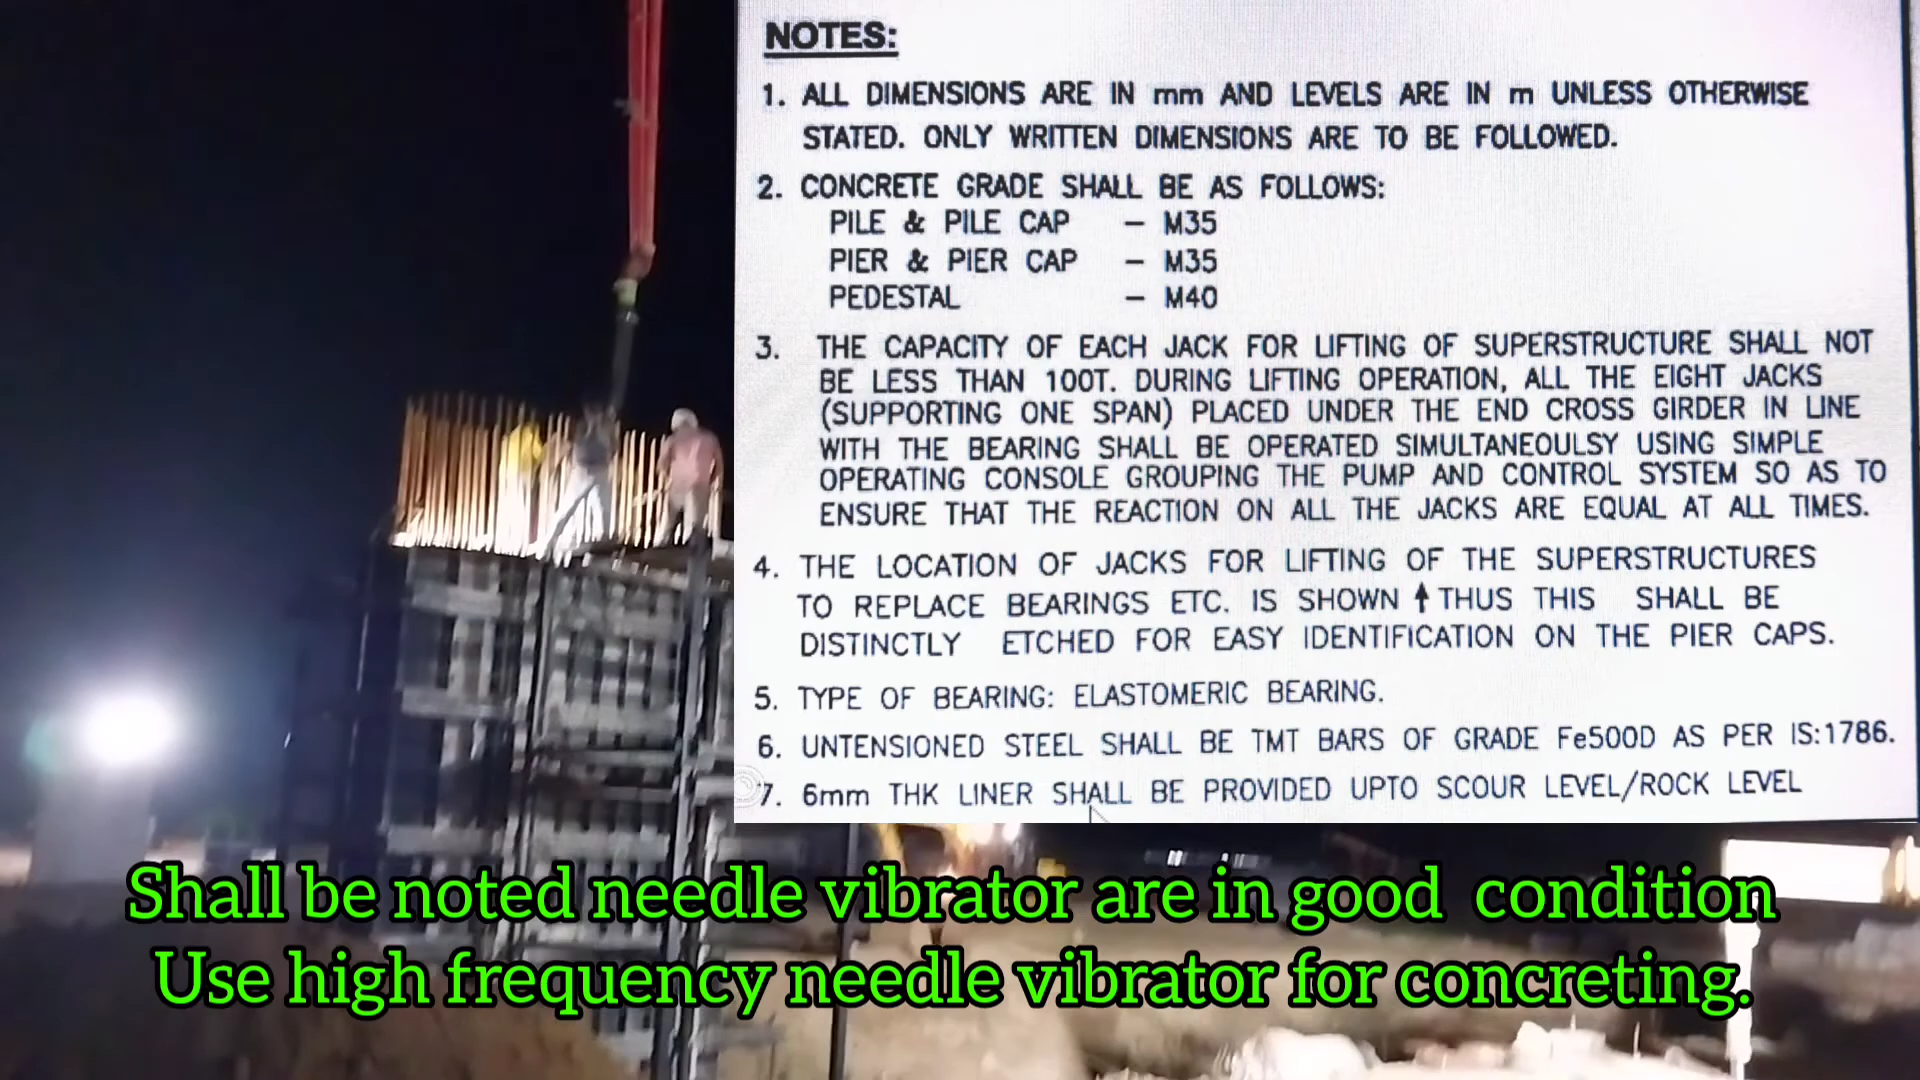 NOTES:
1. ALL DIMENSIONS ARE IN mm AND LEVELS ARE IN m UNLESS OTHERWISE
STATED. ONLY WRITTEN DIMENSIONS ARE TO BE FOLLOWED.
2. CONCRETE GRADE SHALL BE AS FOLLOWS:
PILE & PILE CAP – M35
PIER & PIER CAP – M35
PEDESTAL – M40
3. THE CAPACITY OF EACH JACK FOR LIFTING OF SUPERSTRUCTURE SHALL NOT
BE LESS THAN 100T. DURING LIFTING OPERATION, ALL THE EIGHT JACKS
(SUPPORTING ONE SPAN) PLACED UNDER THE END CROSS GIRDER IN LINE
WITH THE BEARING SHALL BE OPERATED SIMULTANEOULSY USING SIMPLE
OPERATING CONSOLE GROUPING THE PUMP AND CONTROL SYSTEM SO AS TO
ENSURE THAT THE REACTION ON ALL THE JACKS ARE EQUAL AT ALL TIMES.
4. THE LOCATION OF JACKS FOR LIFTING OF THE SUPERSTRUCTURES
TO REPLACE BEARINGS ETC. IS SHOWN ↑ THUS THIS SHALL BE
DISTINCTLY ETCHED FOR EASY IDENTIFICATION ON THE PIER CAPS.
5. TYPE OF BEARING: ELASTOMERIC BEARING.
6. UNTENSIONED STEEL SHALL BE TMT BARS OF GRADE Fe500D AS PER IS:1786.
7. 6mm THK LINER SHALL BE PROVIDED UPTO SCOUR LEVEL/ROCK LEVEL
Shall be noted needle vibrator are in good condition
Use high frequency needle vibrator for concreting.